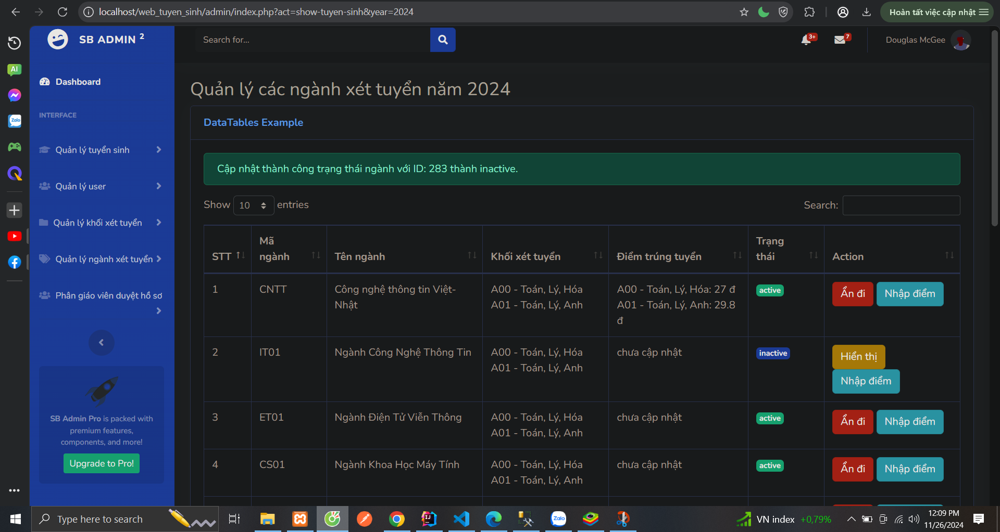 localhost/web_tuyen_sinh/admin/index.php?act=show-tuyen-sinh&year=2024
Hoàn tất việc cập nhật
SB ADMIN 2
Search for...
3+
7
Douglas McGee
AI
Zalo
Dashboard
INTERFACE
Quản lý tuyển sinh
Quản lý user
Quản lý khối xét tuyển
Quản lý ngành xét tuyển
Phân giáo viên duyệt hồ sơ
SB Admin Pro is packed with
premium features,
components, and more!
Upgrade to Pro!
Quản lý các ngành xét tuyển năm 2024
DataTables Example
Cập nhật thành công trạng thái ngành với ID: 283 thành inactive.
Show 10 entries
Search:
STT
Mã
ngành
Tên ngành
Khối xét tuyển
Điểm trúng tuyển
Trạng
thái
Action
1
CNTT
Công nghệ thông tin Việt-
Nhật
A00 - Toán, Lý, Hóa
A01 - Toán, Lý, Anh
A00 - Toán, Lý, Hóa: 27 đ
A01 - Toán, Lý, Anh: 29.8
đ
active
Ẩn đi
Nhập điểm
2
IT01
Ngành Công Nghệ Thông Tin
A00 - Toán, Lý, Hóa
A01 - Toán, Lý, Anh
chưa cập nhật
inactive
Hiển thị
Nhập điểm
3
ET01
Ngành Điện Tử Viễn Thông
A00 - Toán, Lý, Hóa
A01 - Toán, Lý, Anh
chưa cập nhật
active
Ẩn đi
Nhập điểm
4
CS01
Ngành Khoa Học Máy Tính
A00 - Toán, Lý, Hóa
A01 - Toán, Lý, Anh
chưa cập nhật
active
Ẩn đi
Nhập điểm
Type here to search
IJ
Zalo
VN index +0,79%
12:09 PM
11/26/2024